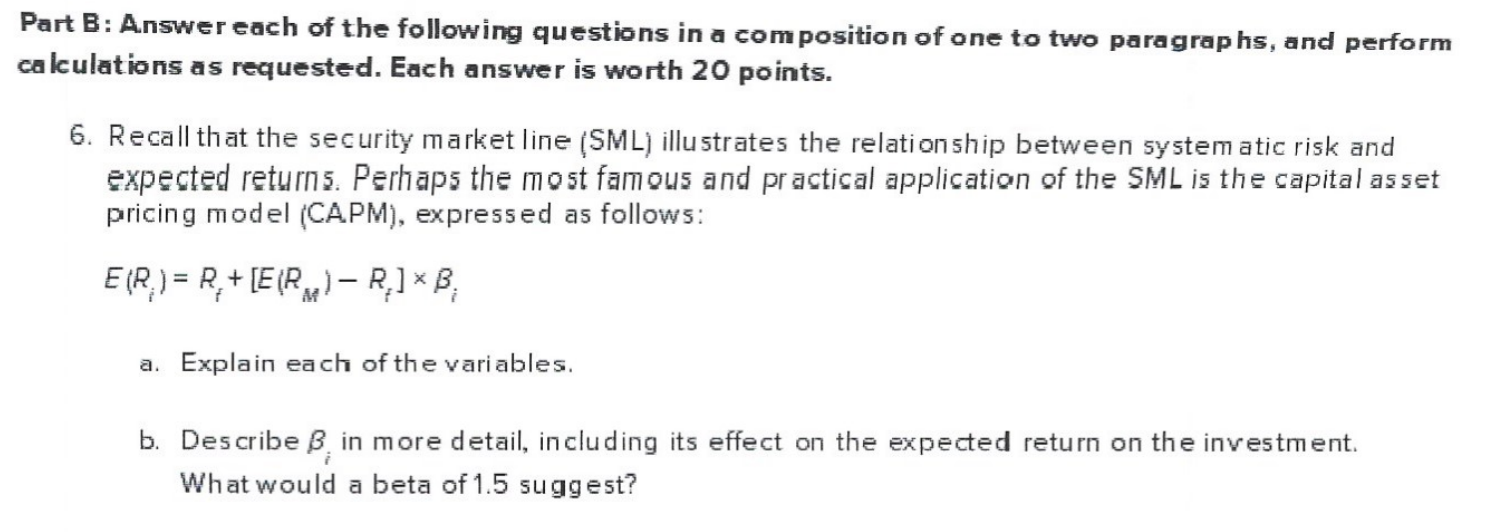 Part B: Answer each of the following questions in a composition of one to two paragraphs, and perform
calculations as requested. Each answer is worth 20 points.
6. Recall that the security market line (SML) illustrates the relationship between systematic risk and
expected returns. Perhaps the most famous and practical application of the SML is the capital asset
pricing model (CAPM), expressed as follows:
E(Rᵢ) = R_f + [E(R_M) – R_f] × βᵢ
a. Explain each of the variables.
b. Describe βᵢ in more detail, including its effect on the expected return on the investment.
What would a beta of 1.5 suggest?